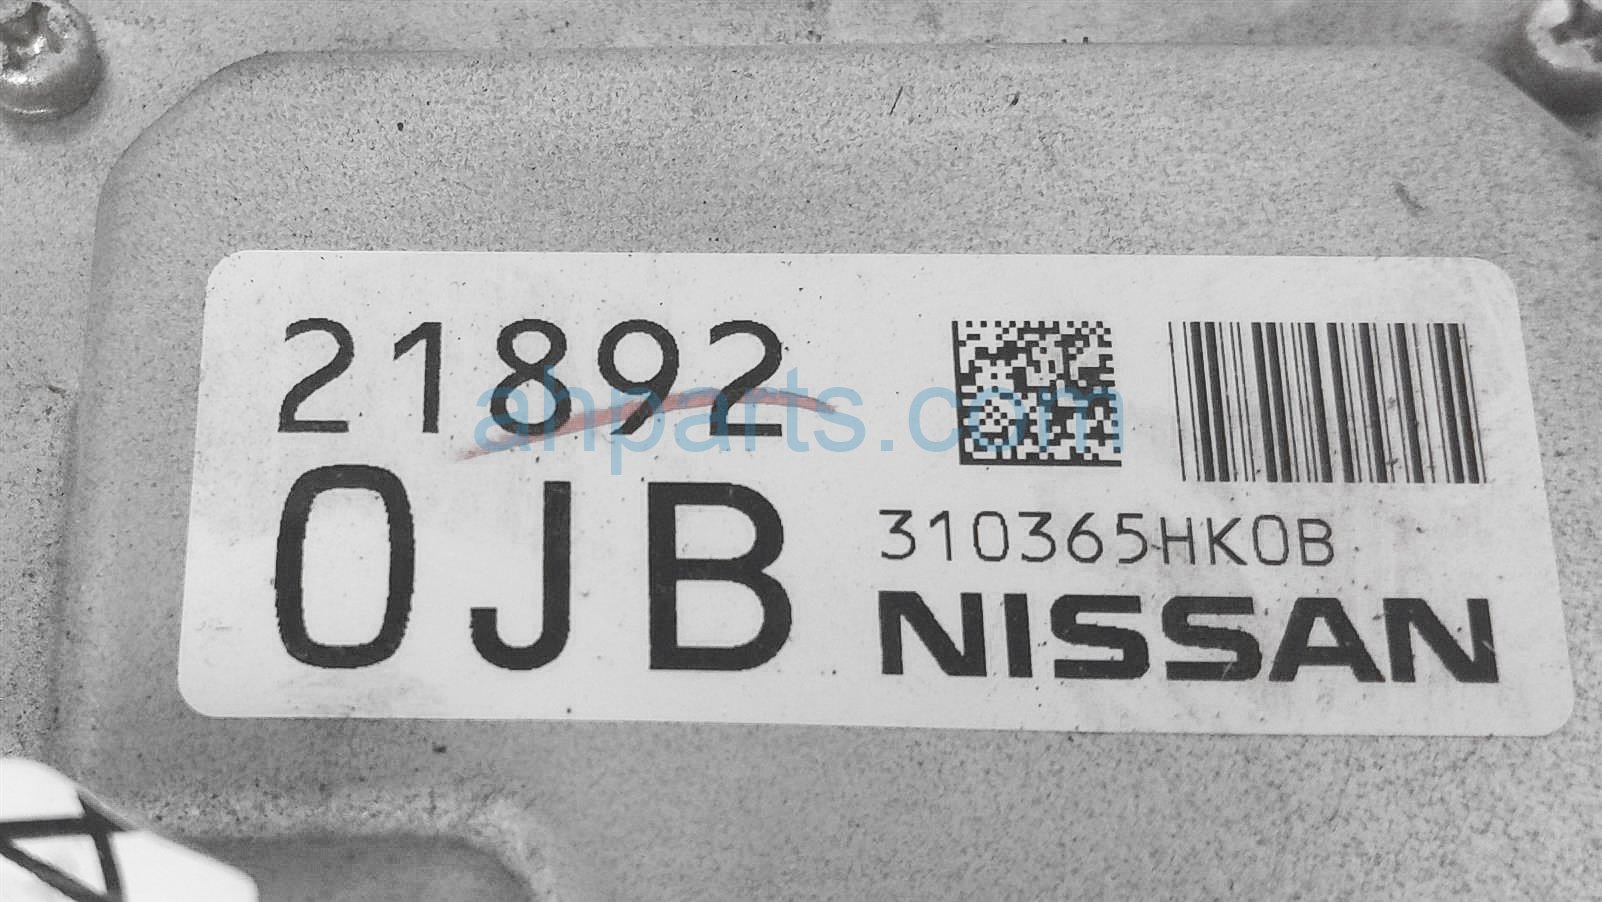 21892
0JB
310365HK0B
NISSAN
ahparts.com